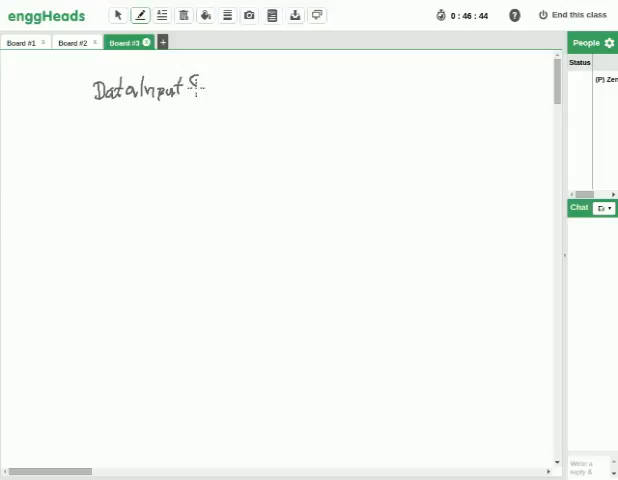 enggHeads
0 : 46 : 44
End this class
Board #1 x
Board #2 x
Board #3 x
+
People
Status
(P) Zen
DataInput S
Chat
Write a
reply &